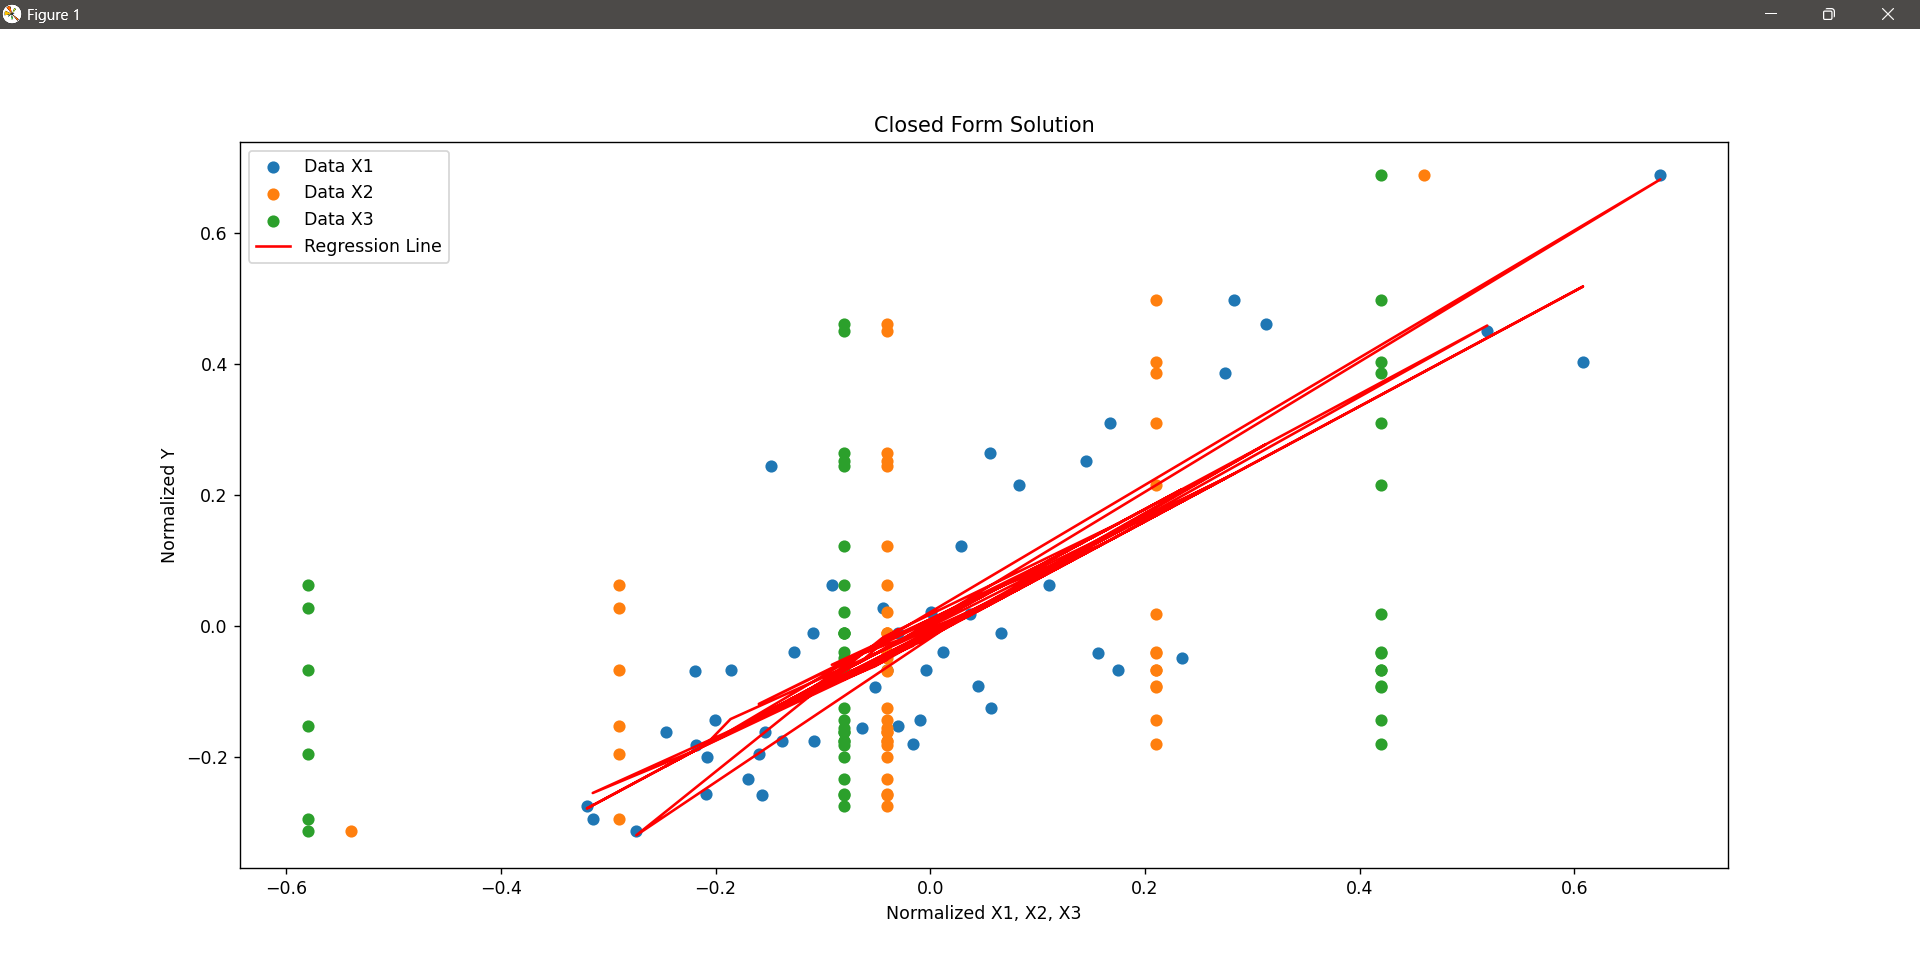 Figure 1
Closed Form Solution
Data X1
Data X2
Data X3
Regression Line
Normalized Y
0.6
0.4
0.2
0.0
−0.2
−0.6 −0.4 −0.2 0.0 0.2 0.4 0.6
Normalized X1, X2, X3